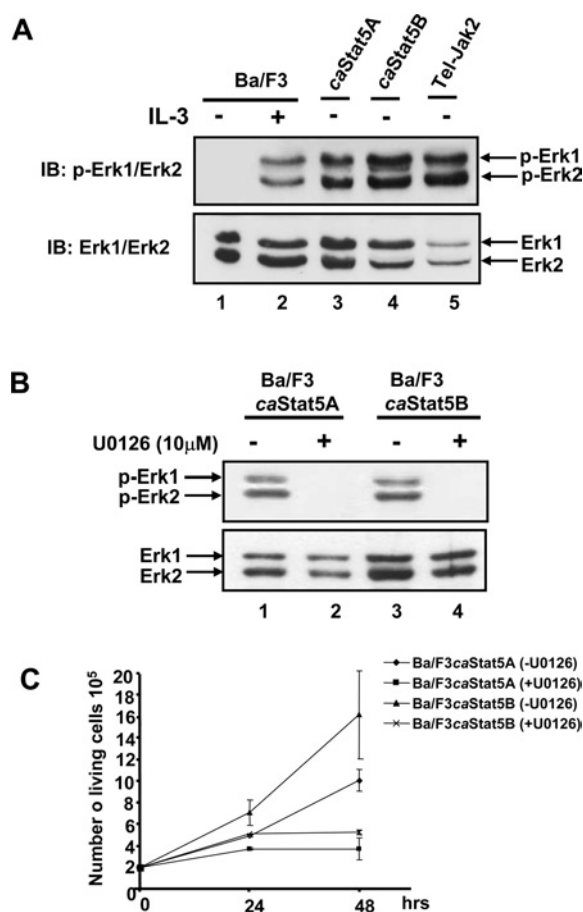 A
Ba/F3
caStat5A
caStat5B
Tel-Jak2
IL-3 - + - - -
IB: p-Erk1/Erk2
p-Erk1
p-Erk2
IB: Erk1/Erk2
Erk1
Erk2
1 2 3 4 5
B
Ba/F3 Ba/F3
caStat5A caStat5B
U0126 (10μM) - + - +
p-Erk1
p-Erk2
Erk1
Erk2
1 2 3 4
C
Number o living cells 10⁵
20
18
16
14
12
10
8
6
4
2
0
0 24 48 hrs
Ba/F3caStat5A (-U0126)
Ba/F3caStat5A (+U0126)
Ba/F3caStat5B (-U0126)
Ba/F3caStat5B (+U0126)